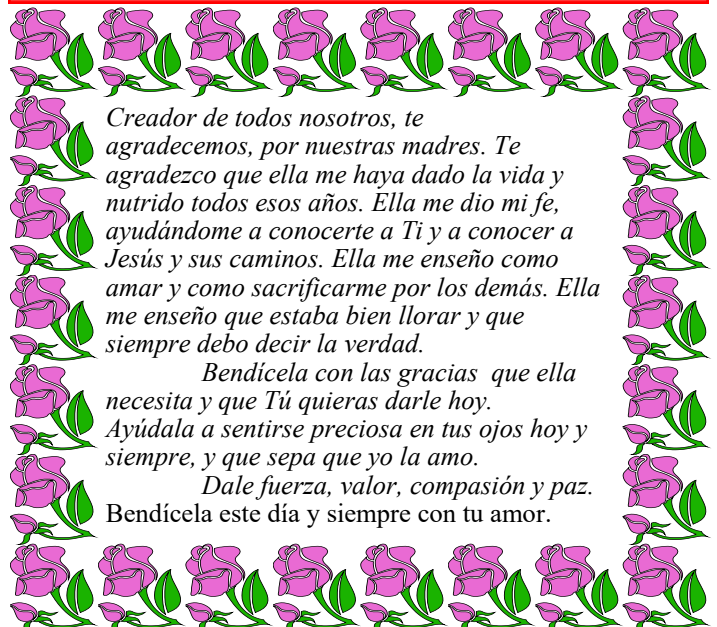 Creador de todos nosotros, te
agradecemos, por nuestras madres. Te
agradezco que ella me haya dado la vida y
nutrido todos esos años. Ella me dio mi fe,
ayudándome a conocerte a Ti y a conocer a
Jesús y sus caminos. Ella me enseño como
amar y como sacrificarme por los demás. Ella
me enseño que estaba bien llorar y que
siempre debo decir la verdad.
Bendícela con las gracias  que ella
necesita y que Tú quieras darle hoy.
Ayúdala a sentirse preciosa en tus ojos hoy y
siempre, y que sepa que yo la amo.
Dale fuerza, valor, compasión y paz.
Bendícela este día y siempre con tu amor.